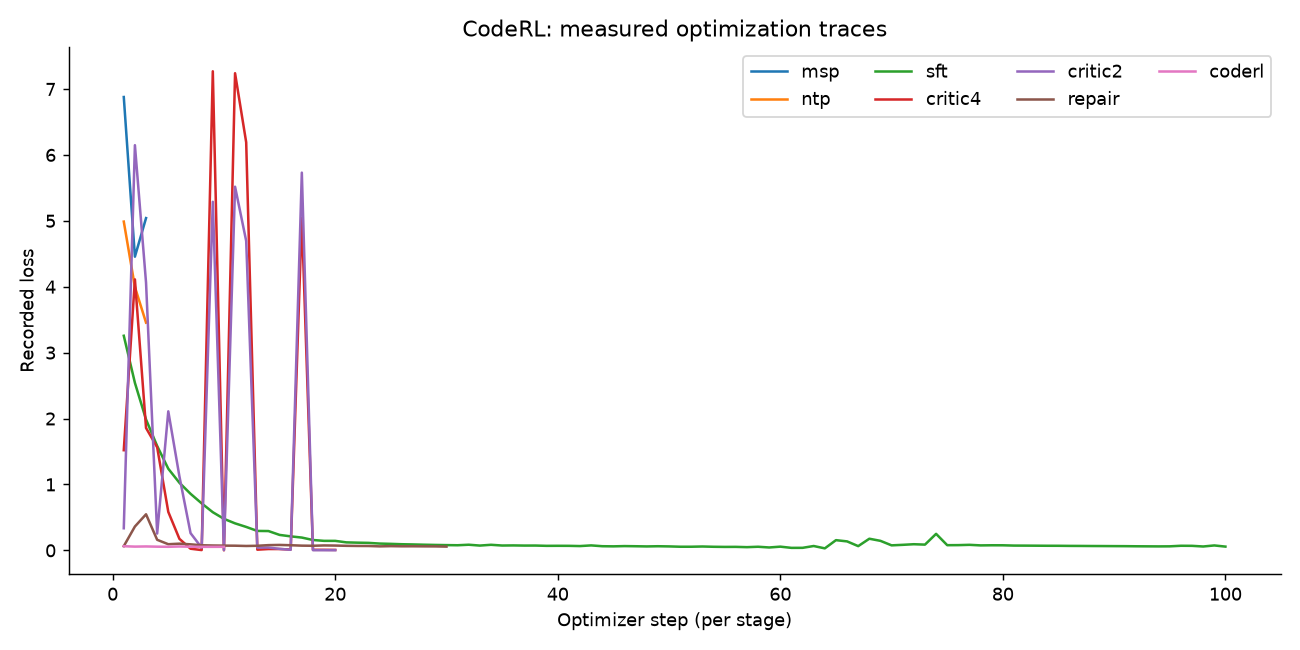 CodeRL: measured optimization traces
msp sft critic2 coderl
ntp critic4 repair
Recorded loss
7
6
5
4
3
2
1
0
0 20 40 60 80 100
Optimizer step (per stage)